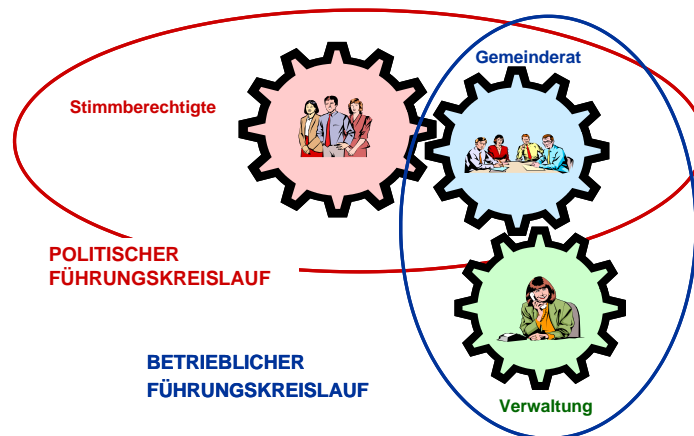 Gemeinderat
Stimmberechtigte
POLITISCHER
FÜHRUNGSKREISLAUF
BETRIEBLICHER
FÜHRUNGSKREISLAUF
Verwaltung